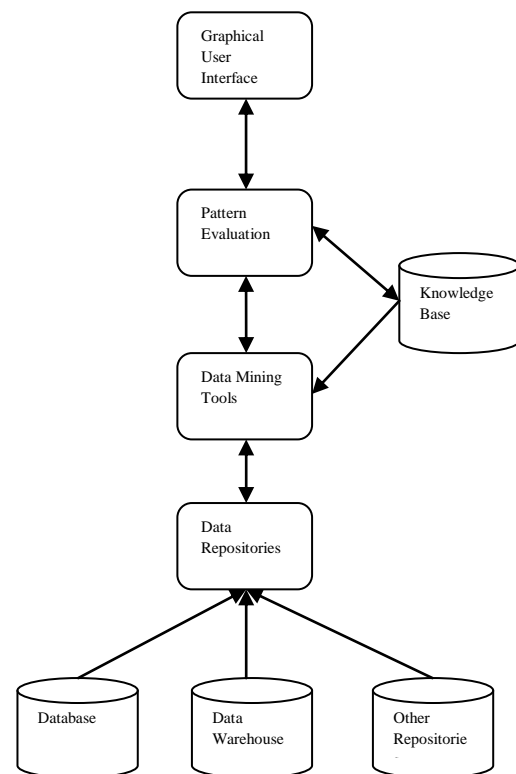 Graphical
User
Interface
Pattern
Evaluation
Knowledge
Base
Data Mining
Tools
Data
Repositories
Database
Data
Warehouse
Other
Repositorie